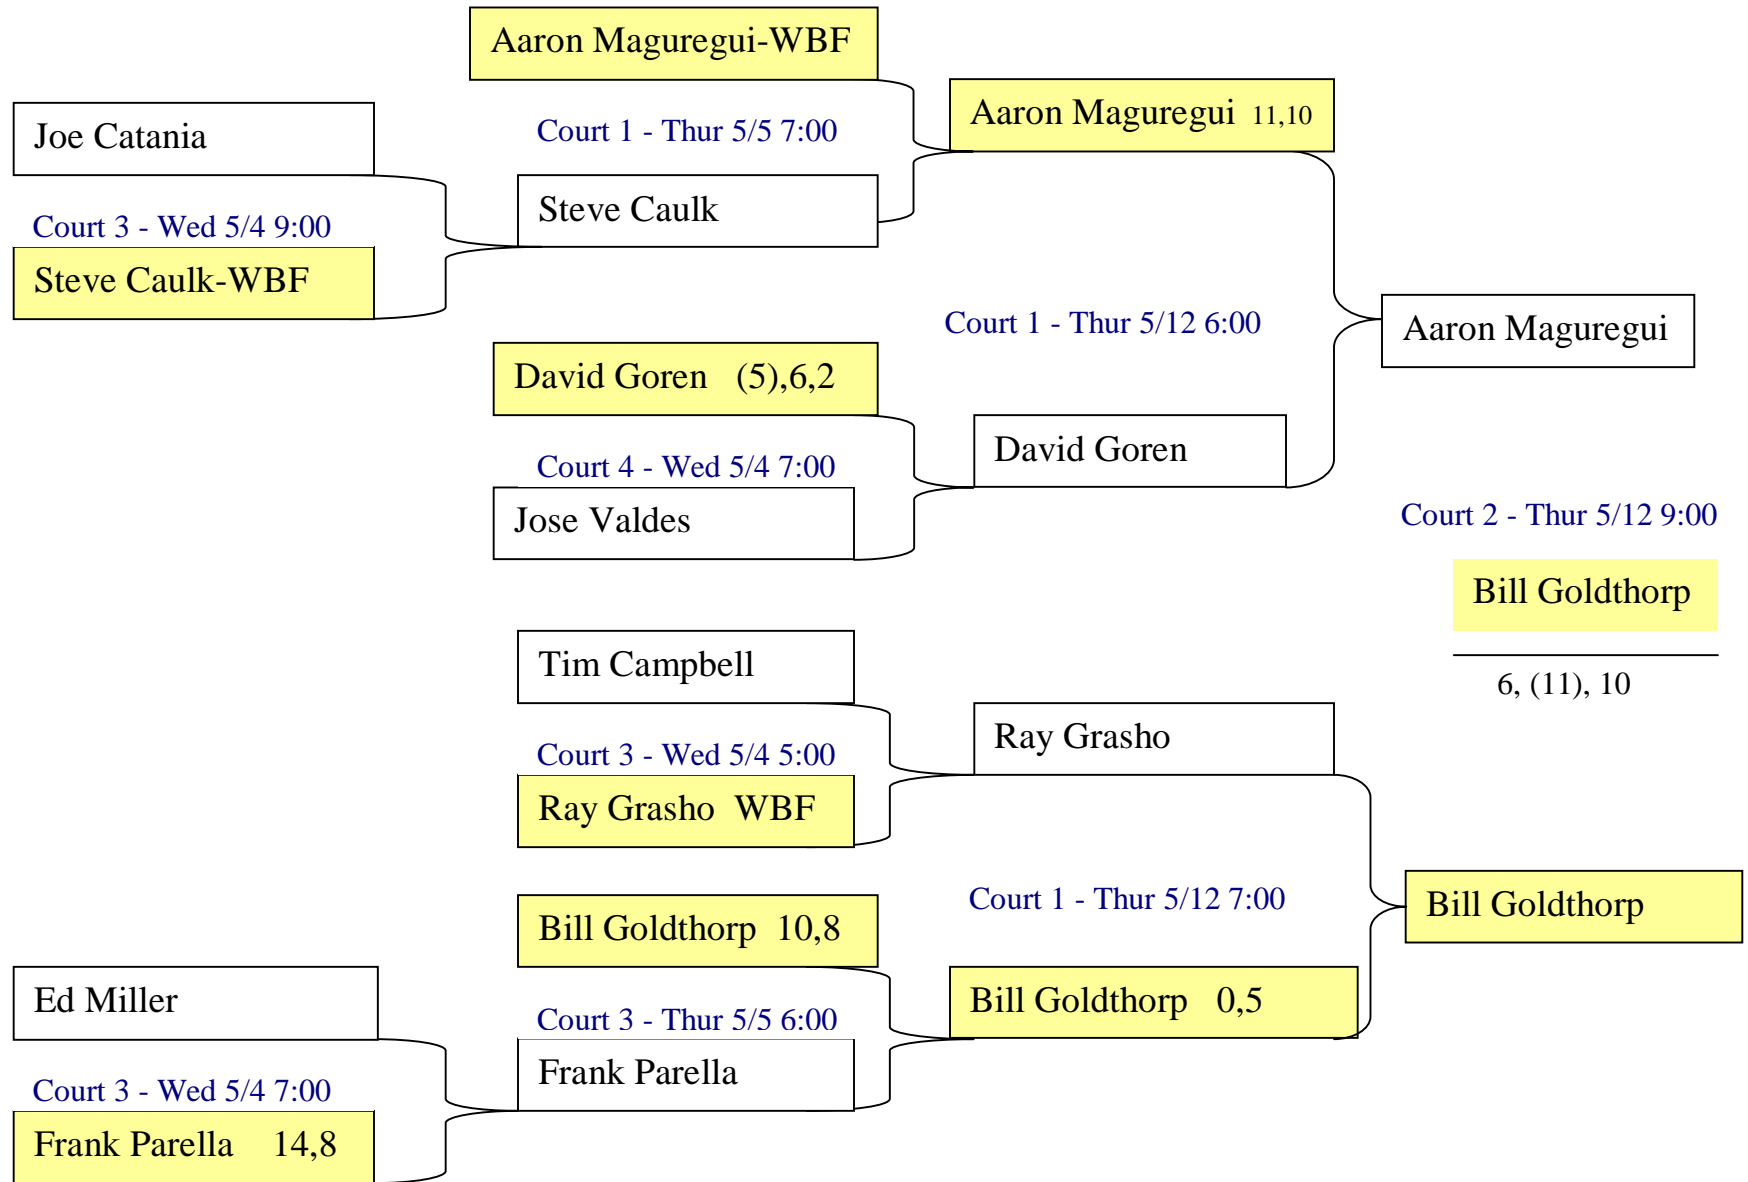 Aaron Maguregui-WBF
Joe Catania
Court 1 - Thur 5/5 7:00
Aaron Maguregui 11,10
Steve Caulk
Court 3 - Wed 5/4 9:00
Steve Caulk-WBF
Court 1 - Thur 5/12 6:00
Aaron Maguregui
David Goren (5),6,2
David Goren
Court 4 - Wed 5/4 7:00
Jose Valdes
Court 2 - Thur 5/12 9:00
Bill Goldthorp
6, (11), 10
Tim Campbell
Ray Grasho
Court 3 - Wed 5/4 5:00
Ray Grasho WBF
Court 1 - Thur 5/12 7:00
Bill Goldthorp
Bill Goldthorp 10,8
Ed Miller
Court 3 - Thur 5/5 6:00
Bill Goldthorp 0,5
Frank Parella
Court 3 - Wed 5/4 7:00
Frank Parella 14,8